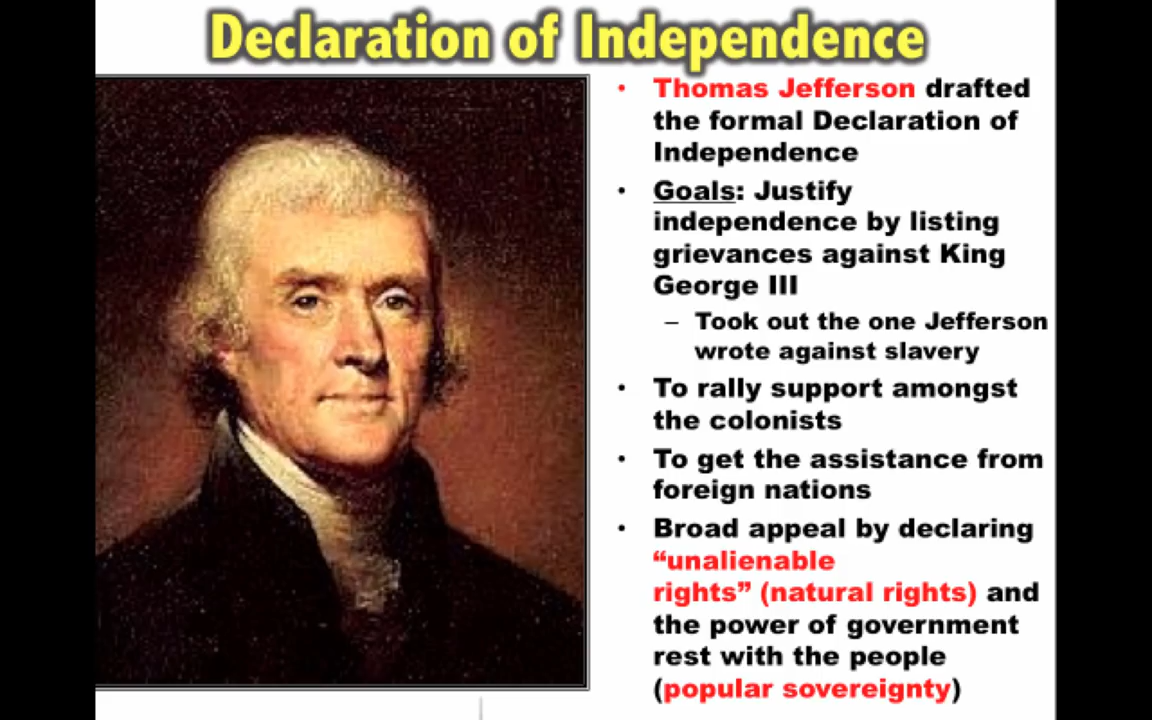 Declaration of Independence
• Thomas Jefferson drafted
the formal Declaration of
Independence
• Goals: Justify
independence by listing
grievances against King
George III
– Took out the one Jefferson
wrote against slavery
• To rally support amongst
the colonists
• To get the assistance from
foreign nations
• Broad appeal by declaring
“unalienable
rights” (natural rights) and
the power of government
rest with the people
(popular sovereignty)